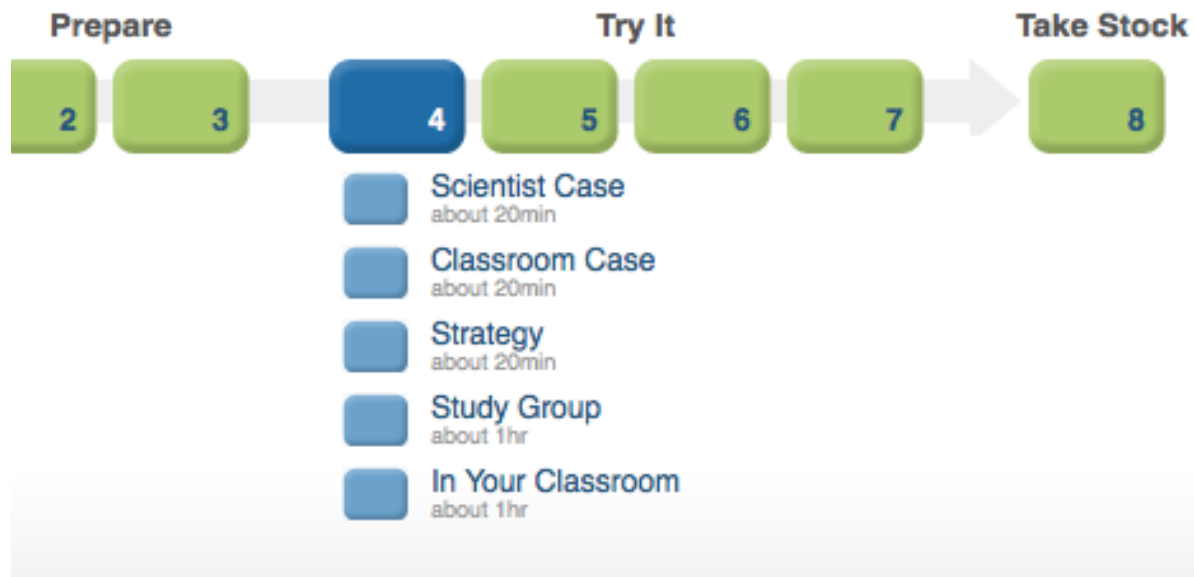 Prepare Try It Take Stock
2 3 4 5 6 7 8
Scientist Case
about 20min
Classroom Case
about 20min
Strategy
about 20min
Study Group
about 1hr
In Your Classroom
about 1hr